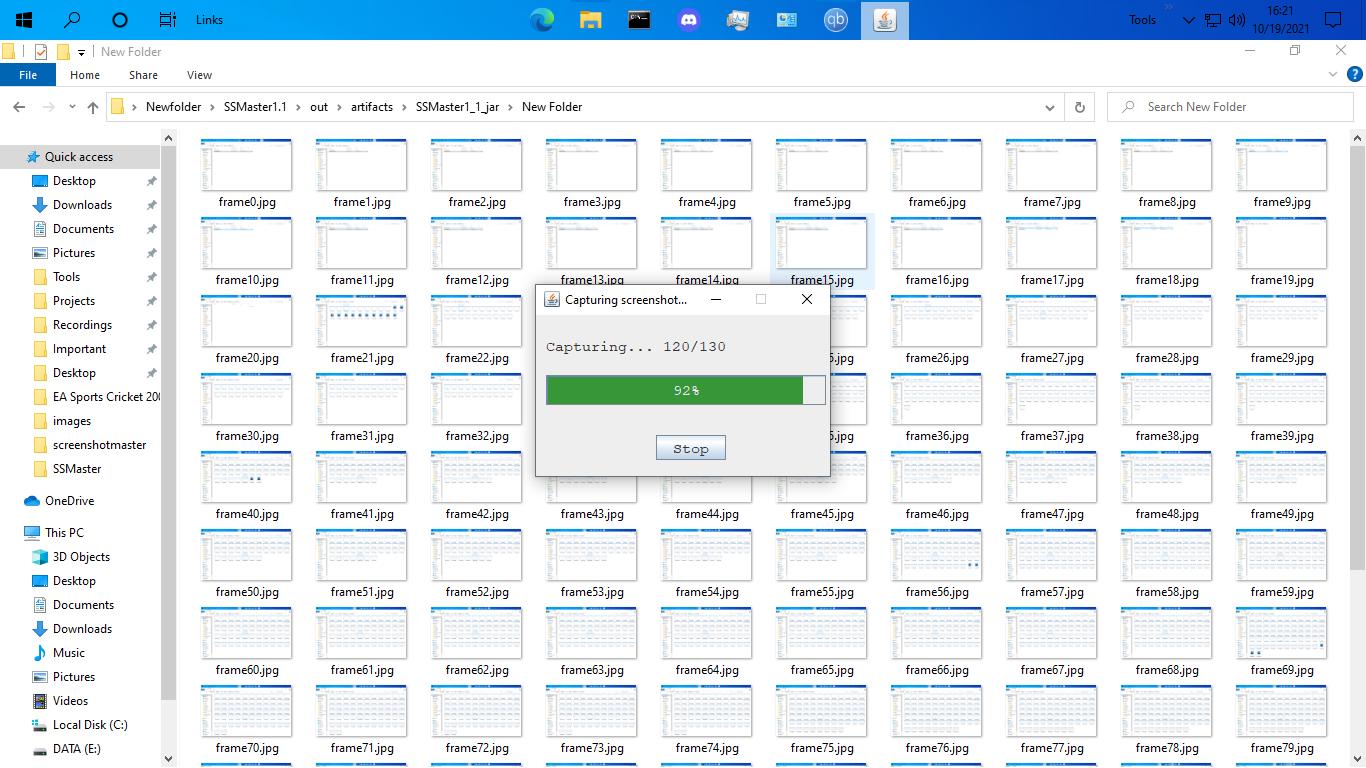 Links
Tools
16:21
10/19/2021
New Folder
File Home Share View
Newfolder SSMaster1.1 out artifacts SSMaster1_1_jar New Folder
Search New Folder
Quick access
Desktop
Downloads
Documents
Pictures
Tools
Projects
Recordings
Important
Desktop
EA Sports Cricket 200
images
screenshotmaster
SSMaster
OneDrive
This PC
3D Objects
Desktop
Documents
Downloads
Music
Pictures
Videos
Local Disk (C:)
DATA (E:)
frame0.jpg frame1.jpg frame2.jpg frame3.jpg frame4.jpg frame5.jpg frame6.jpg frame7.jpg frame8.jpg frame9.jpg
frame10.jpg frame11.jpg frame12.jpg frame13.jpg frame14.jpg frame15.jpg frame16.jpg frame17.jpg frame18.jpg frame19.jpg
frame20.jpg frame21.jpg frame22.jpg frame26.jpg frame27.jpg frame28.jpg frame29.jpg
frame30.jpg frame31.jpg frame32.jpg frame36.jpg frame37.jpg frame38.jpg frame39.jpg
frame40.jpg frame41.jpg frame42.jpg frame43.jpg frame44.jpg frame45.jpg frame46.jpg frame47.jpg frame48.jpg frame49.jpg
frame50.jpg frame51.jpg frame52.jpg frame53.jpg frame54.jpg frame55.jpg frame56.jpg frame57.jpg frame58.jpg frame59.jpg
frame60.jpg frame61.jpg frame62.jpg frame63.jpg frame64.jpg frame65.jpg frame66.jpg frame67.jpg frame68.jpg frame69.jpg
frame70.jpg frame71.jpg frame72.jpg frame73.jpg frame74.jpg frame75.jpg frame76.jpg frame77.jpg frame78.jpg frame79.jpg
Capturing screenshot...
Capturing... 120/130
92%
Stop